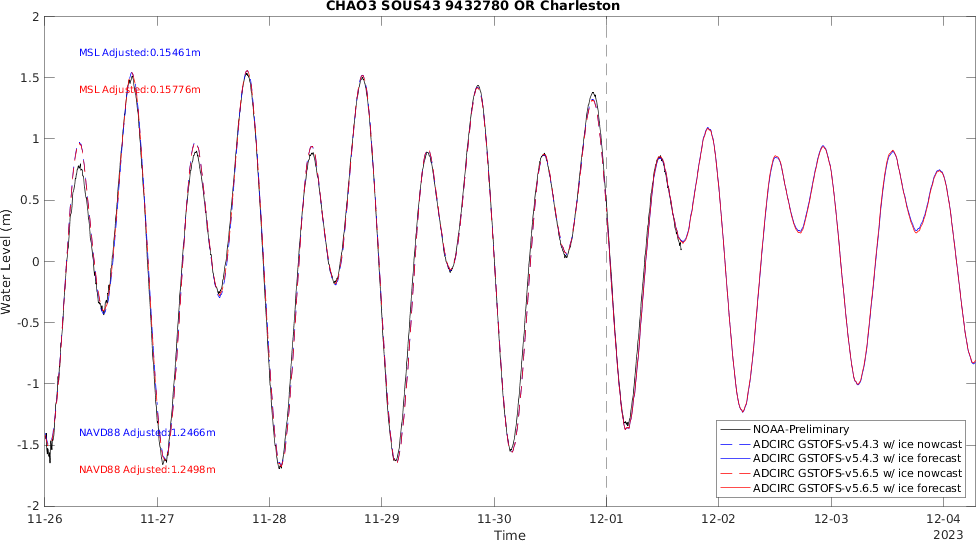 CHAO3 SOUS43 9432780 OR Charleston
2
1.5
1
0.5
0
-0.5
-1
-1.5
-2
Water Level (m)
MSL Adjusted:0.15461m
MSL Adjusted:0.15776m
NAVD88 Adjusted:1.2466m
NAVD88 Adjusted:1.2498m
NOAA-Preliminary
ADCIRC GSTOFS-v5.4.3 w/ ice nowcast
ADCIRC GSTOFS-v5.4.3 w/ ice forecast
ADCIRC GSTOFS-v5.6.5 w/ ice nowcast
ADCIRC GSTOFS-v5.6.5 w/ ice forecast
11-26 11-27 11-28 11-29 11-30 12-01 12-02 12-03 12-04
Time
2023